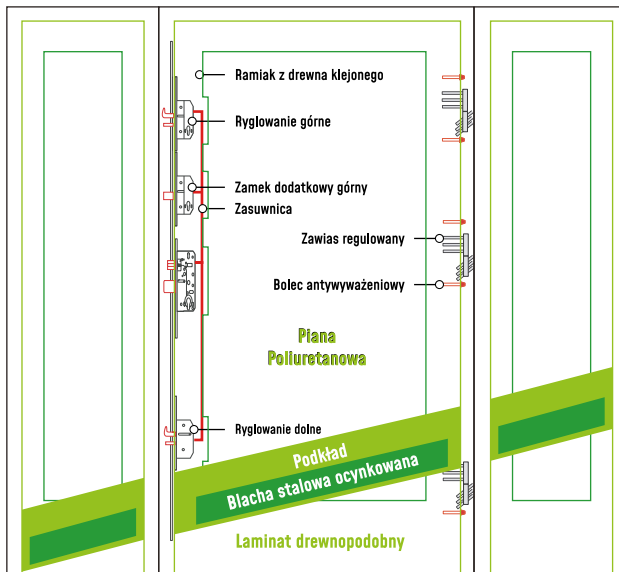 Ramiak z drewna klejonego
Ryglowanie górne
Zamek dodatkowy górny
Zasuwnica
Zawias regulowany
Bolec antywyważeniowy
Piana
Poliuretanowa
Ryglowanie dolne
Podkład
Blacha stalowa ocynkowana
Laminat drewnopodobny